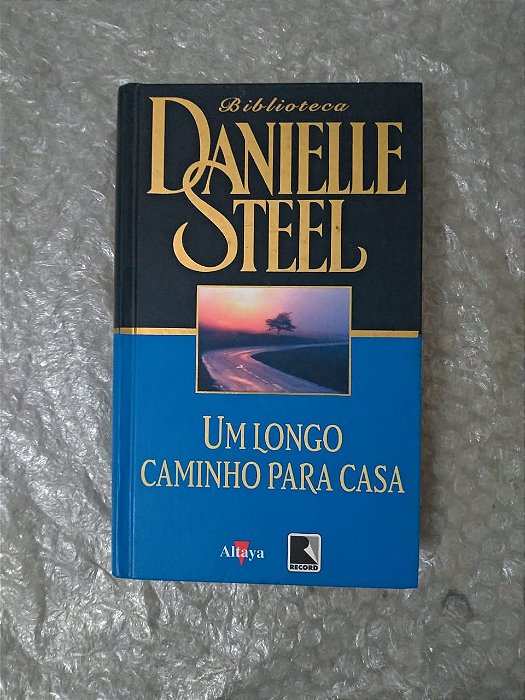 Biblioteca
DANIELLE
STEEL
UM LONGO
CAMINHO PARA CASA
Altaya
R
RECORD